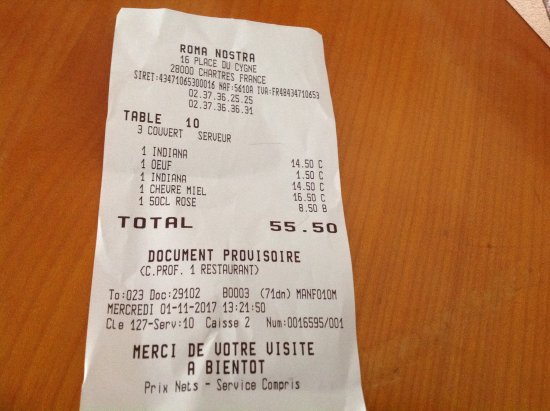 ROMA NOSTRA
16 PLACE DU CYGNE
28000 CHARTRES FRANCE
SIRET:43471065300016 NAF:5610A IVA:FR48434710653
02.37.36.25.25
02.37.36.36.31
TABLE 10
3 COUVERT SERVEUR
1 INDIANA 14.50 C
1 OEUF 1.50 C
1 INDIANA 14.50 C
1 CHEVRE MIEL 16.50 C
1 50CL ROSE 8.50 B
TOTAL 55.50
DOCUMENT PROVISOIRE
(C.PROF. 1 RESTAURANT)
To:023 Doc:29102 B0003 (71dn) MANF010M
MERCREDI 01-11-2017 13:21:50
Cle 127-Serv:10 Caisse 2 Num:0016595/001
MERCI DE VOTRE VISITE
A BIENTOT
Prix Nets - Service Compris